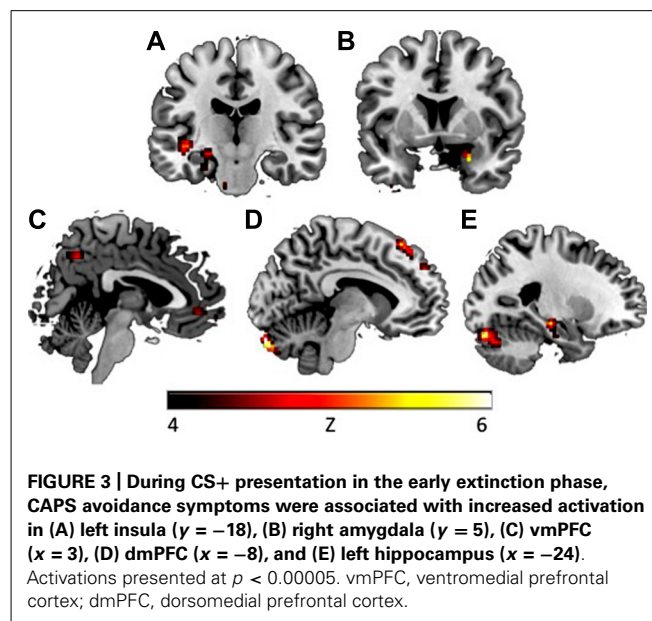 A
B
C
D
E
4
Z
6
FIGURE 3 | During CS+ presentation in the early extinction phase,
CAPS avoidance symptoms were associated with increased activation
in (A) left insula (y = −18), (B) right amygdala (y = 5), (C) vmPFC
(x = 3), (D) dmPFC (x = −8), and (E) left hippocampus (x = −24).
Activations presented at p < 0.00005. vmPFC, ventromedial prefrontal
cortex; dmPFC, dorsomedial prefrontal cortex.